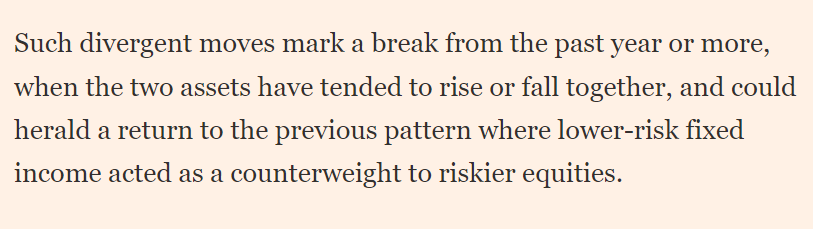 Such divergent moves mark a break from the past year or more,
when the two assets have tended to rise or fall together, and could
herald a return to the previous pattern where lower-risk fixed
income acted as a counterweight to riskier equities.